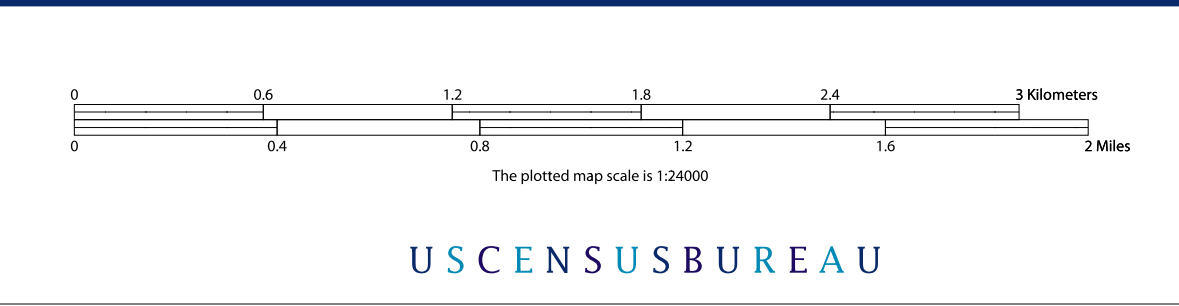 0 0.6 1.2 1.8 2.4 3 Kilometers
0 0.4 0.8 1.2 1.6 2 Miles
The plotted map scale is 1:24000
USCENSUSBUREAU